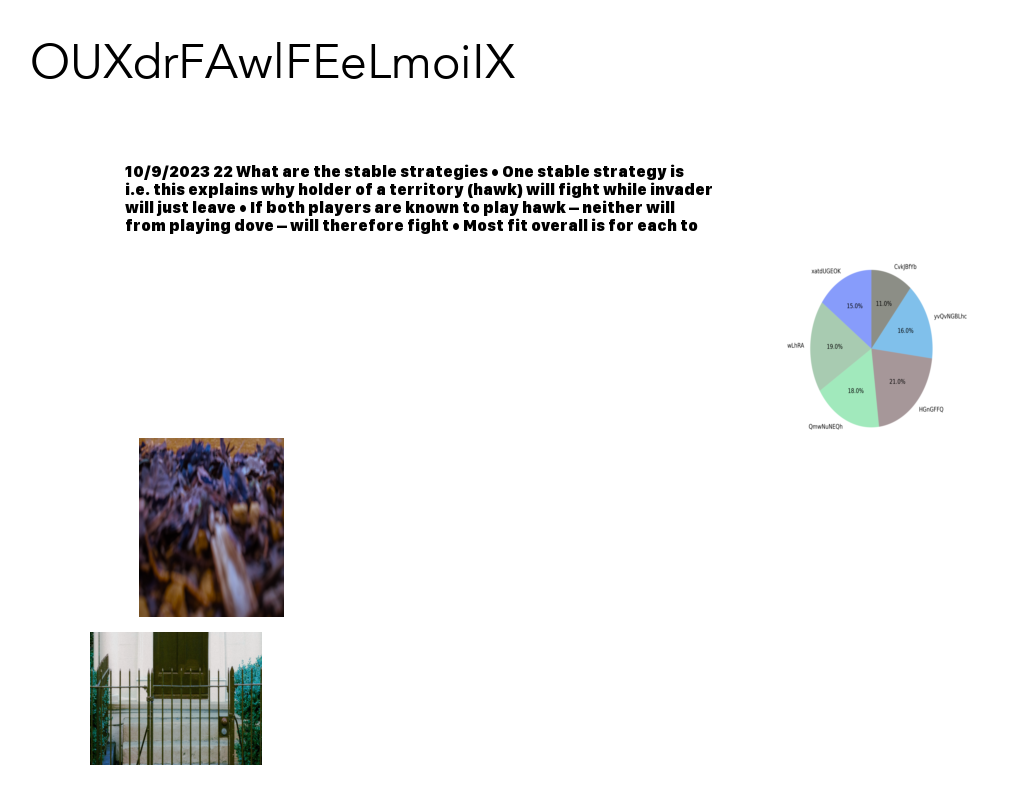 OUXdrFAwlFEeLmoilX
10/9/2023 22 What are the stable strategies • One stable strategy is
i.e. this explains why holder of a territory (hawk) will fight while invader
will just leave • If both players are known to play hawk – neither will
from playing dove – will therefore fight • Most fit overall is for each to
xatdUGEOK
CvkJBfYb
15.0%
11.0%
yvQvNGBLhc
16.0%
wLhRA
19.0%
21.0%
18.0%
HGnGFFQ
QmwNuNEQh